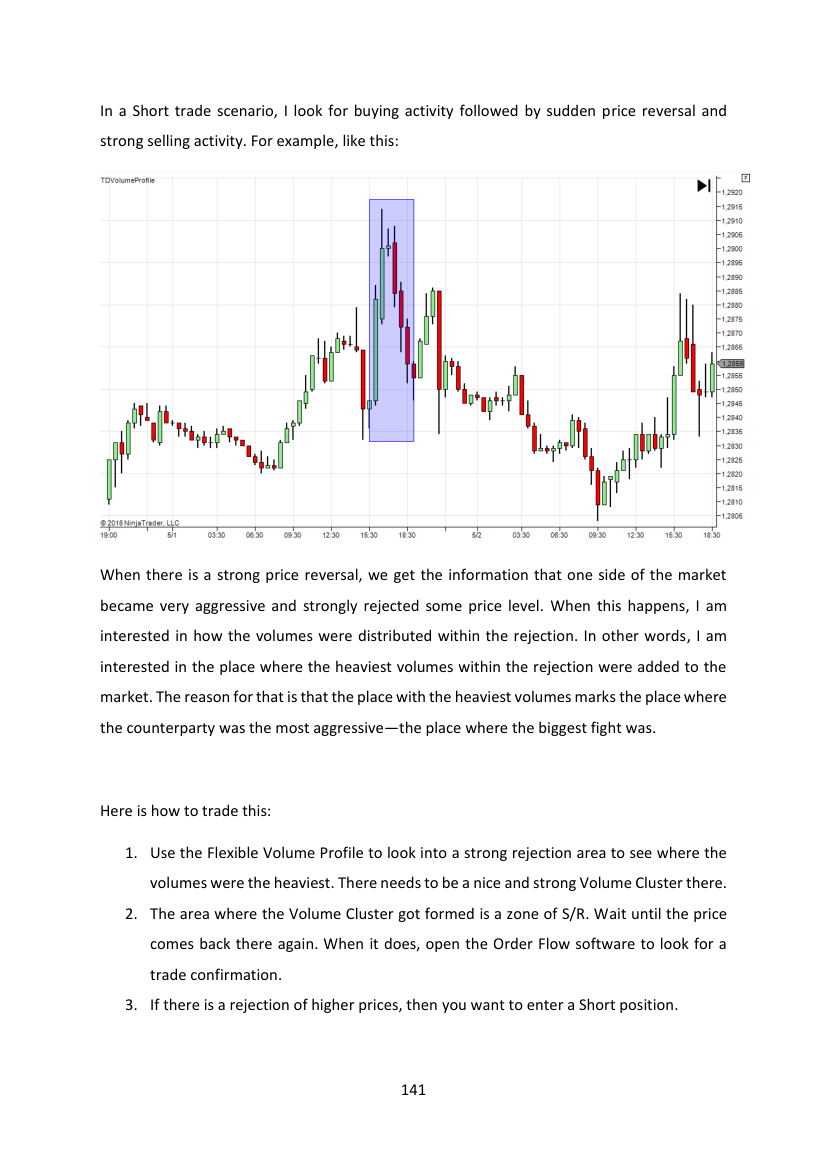 In a Short trade scenario, I look for buying activity followed by sudden price reversal and
strong selling activity. For example, like this:
TDVolumeProfile
F
1,2920
1,2915
1,2910
1,2905
1,2900
1,2895
1,2890
1,2885
1,2880
1,2875
1,2870
1,2865
1,2859
1,2855
1,2850
1,2845
1,2840
1,2835
1,2830
1,2825
1,2820
1,2815
1,2810
1,2805
© 2018 NinjaTrader, LLC
19:00 5/1 03:30 06:30 09:30 12:30 15:30 18:30 5/2 03:30 06:30 09:30 12:30 15:30 18:30
When there is a strong price reversal, we get the information that one side of the market
became very aggressive and strongly rejected some price level. When this happens, I am
interested in how the volumes were distributed within the rejection. In other words, I am
interested in the place where the heaviest volumes within the rejection were added to the
market. The reason for that is that the place with the heaviest volumes marks the place where
the counterparty was the most aggressive—the place where the biggest fight was.
Here is how to trade this:
1. Use the Flexible Volume Profile to look into a strong rejection area to see where the
volumes were the heaviest. There needs to be a nice and strong Volume Cluster there.
2. The area where the Volume Cluster got formed is a zone of S/R. Wait until the price
comes back there again. When it does, open the Order Flow software to look for a
trade confirmation.
3. If there is a rejection of higher prices, then you want to enter a Short position.
141